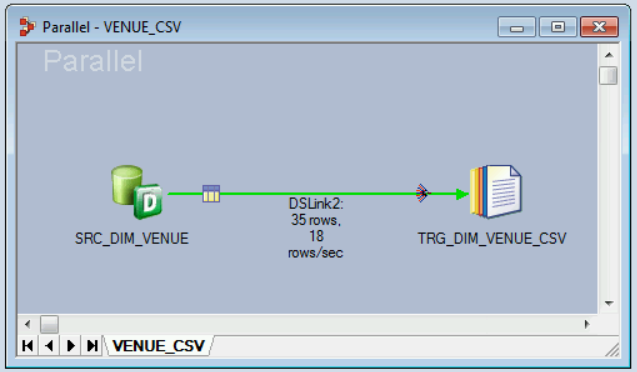 Parallel - VENUE_CSV
Parallel
DSLink2:
35 rows,
18
rows/sec
SRC_DIM_VENUE
TRG_DIM_VENUE_CSV
VENUE_CSV